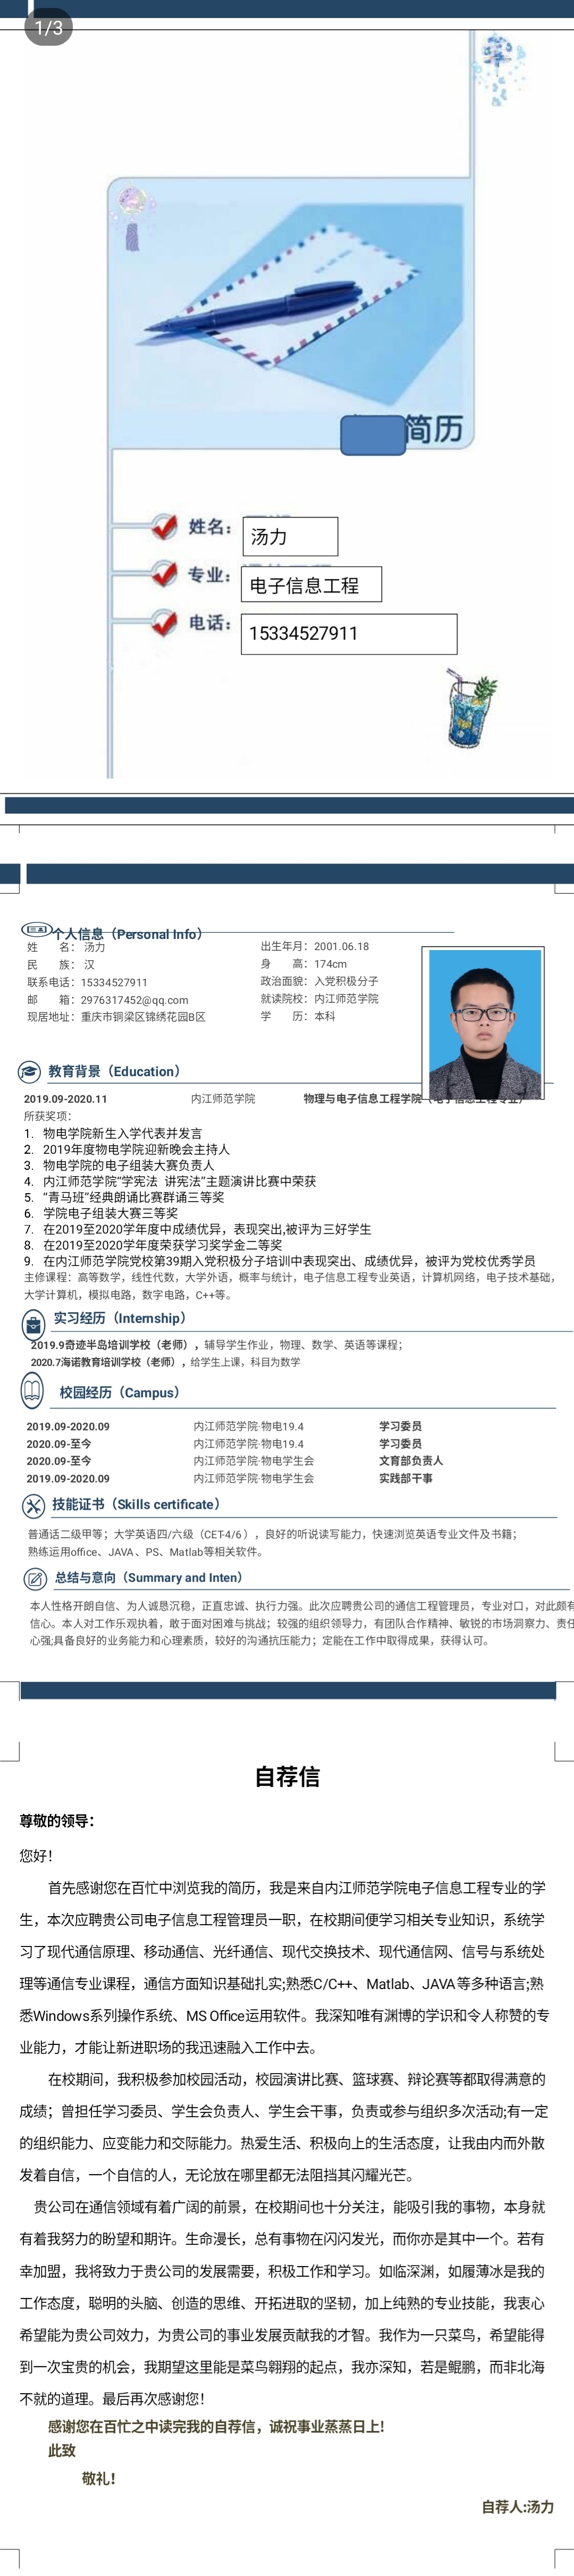 1/3
简历
姓名： 汤力
专业： 电子信息工程
电话： 15334527911
个人信息（Personal Info）
姓　　名： 汤力
出生年月：2001.06.18
民　　族： 汉
身　　高：174cm
联系电话：15334527911
政治面貌：入党积极分子
邮　　箱：2976317452@qq.com
就读院校：内江师范学院
现居地址：重庆市铜梁区锦绣花园B区
学　　历：本科
教育背景（Education）
2019.09-2020.11 内江师范学院 物理与电子信息工程学院（电子信息工程专业）
所获奖项：
1. 物电学院新生入学代表并发言
2. 2019年度物电学院迎新晚会主持人
3. 物电学院的电子组装大赛负责人
4. 内江师范学院“学宪法 讲宪法”主题演讲比赛中荣获
5. “青马班”经典朗诵比赛群诵三等奖
6. 学院电子组装大赛三等奖
7. 在2019至2020学年度中成绩优异，表现突出,被评为三好学生
8. 在2019至2020学年度荣获学习奖学金二等奖
9. 在内江师范学院党校第39期入党积极分子培训中表现突出、成绩优异，被评为党校优秀学员
主修课程：高等数学，线性代数，大学外语，概率与统计，电子信息工程专业英语，计算机网络，电子技术基础，
大学计算机，模拟电路，数字电路，C++等。
实习经历（Internship）
2019.9奇迹半岛培训学校（老师），辅导学生作业，物理、数学、英语等课程；
2020.7海诺教育培训学校（老师），给学生上课，科目为数学
校园经历（Campus）
2019.09-2020.09 内江师范学院·物电19.4 学习委员
2020.09-至今 内江师范学院·物电19.4 学习委员
2020.09-至今 内江师范学院·物电学生会 文育部负责人
2019.09-2020.09 内江师范学院·物电学生会 实践部干事
技能证书（Skills certificate）
普通话二级甲等；大学英语四/六级（CET-4/6），良好的听说读写能力，快速浏览英语专业文件及书籍；
熟练运用office、JAVA 、PS、Matlab等相关软件。
总结与意向（Summary and Inten）
本人性格开朗自信、为人诚恳沉稳，正直忠诚、执行力强。此次应聘贵公司的通信工程管理员，专业对口，对此颇有
信心。本人对工作乐观执着，敢于面对困难与挑战；较强的组织领导力，有团队合作精神、敏锐的市场洞察力、责任
心强;具备良好的业务能力和心理素质，较好的沟通抗压能力；定能在工作中取得成果，获得认可。
自荐信
尊敬的领导：
您好！
首先感谢您在百忙中浏览我的简历，我是来自内江师范学院电子信息工程专业的学
生，本次应聘贵公司电子信息工程管理员一职，在校期间便学习相关专业知识，系统学
习了现代通信原理、移动通信、光纤通信、现代交换技术、现代通信网、信号与系统处
理等通信专业课程，通信方面知识基础扎实;熟悉C/C++、Matlab、JAVA等多种语言;熟
悉Windows系列操作系统、MS Office运用软件。我深知唯有渊博的学识和令人称赞的专
业能力，才能让新进职场的我迅速融入工作中去。
在校期间，我积极参加校园活动，校园演讲比赛、篮球赛、辩论赛等都取得满意的
成绩；曾担任学习委员、学生会负责人、学生会干事，负责或参与组织多次活动;有一定
的组织能力、应变能力和交际能力。热爱生活、积极向上的生活态度，让我由内而外散
发着自信，一个自信的人，无论放在哪里都无法阻挡其闪耀光芒。
贵公司在通信领域有着广阔的前景，在校期间也十分关注，能吸引我的事物，本身就
有着我努力的盼望和期许。生命漫长，总有事物在闪闪发光，而你亦是其中一个。若有
幸加盟，我将致力于贵公司的发展需要，积极工作和学习。如临深渊，如履薄冰是我的
工作态度，聪明的头脑、创造的思维、开拓进取的坚韧，加上纯熟的专业技能，我衷心
希望能为贵公司效力，为贵公司的事业发展贡献我的才智。我作为一只菜鸟，希望能得
到一次宝贵的机会，我期望这里能是菜鸟翱翔的起点，我亦深知，若是鲲鹏，而非北海
不就的道理。最后再次感谢您！
感谢您在百忙之中读完我的自荐信，诚祝事业蒸蒸日上!
此致
敬礼！
自荐人:汤力